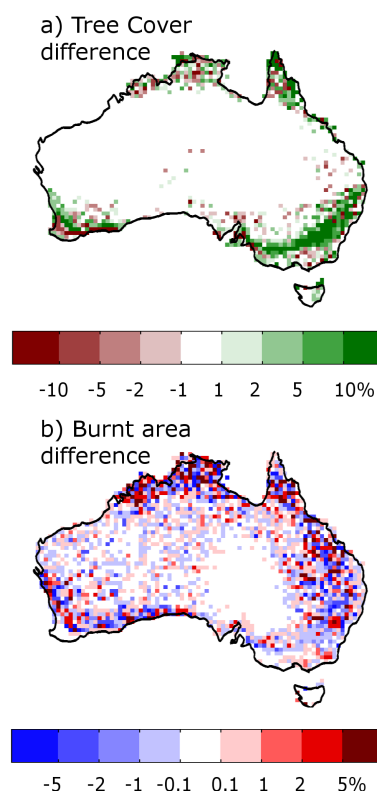 a) Tree Cover
difference
-10 -5 -2 -1 1 2 5 10%
b) Burnt area
difference
-5 -2 -1 -0.1 0.1 1 2 5%